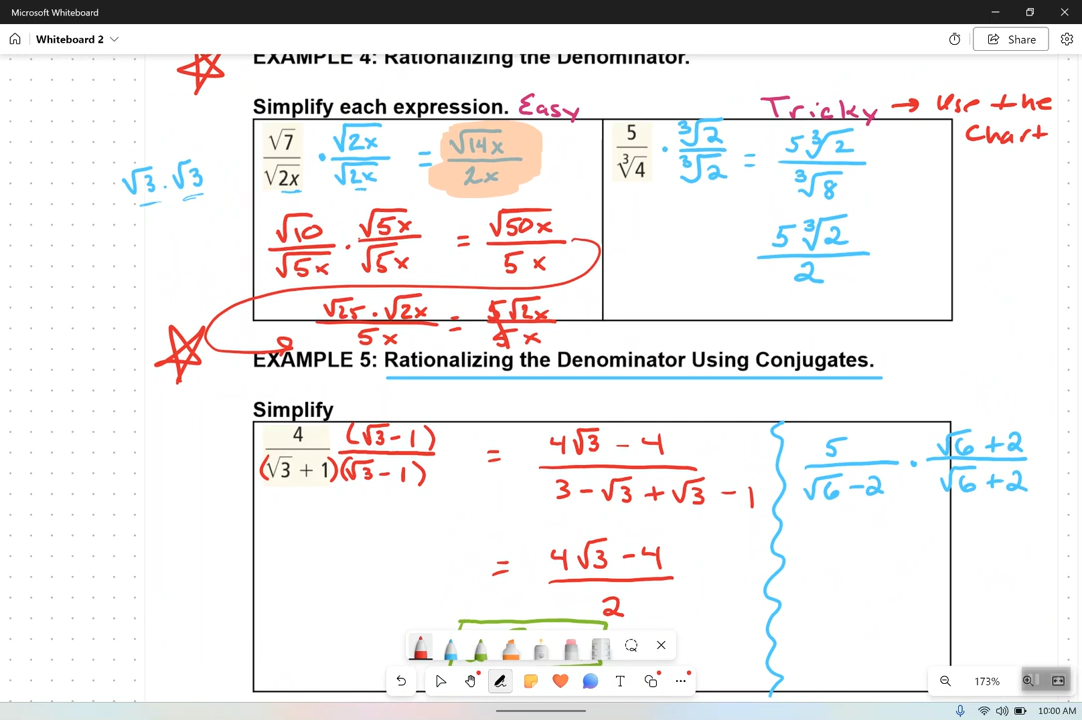 Microsoft Whiteboard
Whiteboard 2
Share
EXAMPLE 4: Rationalizing the Denominator.
Simplify each expression. Easy
Tricky → Use the Chart
√3 · √3
√7/√2x · √2x/√2x = √14x/2x
√10/√5x · √5x/√5x = √50x/5x
√25 · √2x/5x = 5√2x/5x
5/∛4 · ∛2/∛2 = 5∛2/∛8
5∛2/2
EXAMPLE 5: Rationalizing the Denominator Using Conjugates.
Simplify
4/(√3 + 1) (√3 - 1)/(√3 - 1) = 4√3 - 4/3 - √3 + √3 - 1
= 4√3 - 4/2
5/√6 - 2 · √6 + 2/√6 + 2
173%
10:00 AM